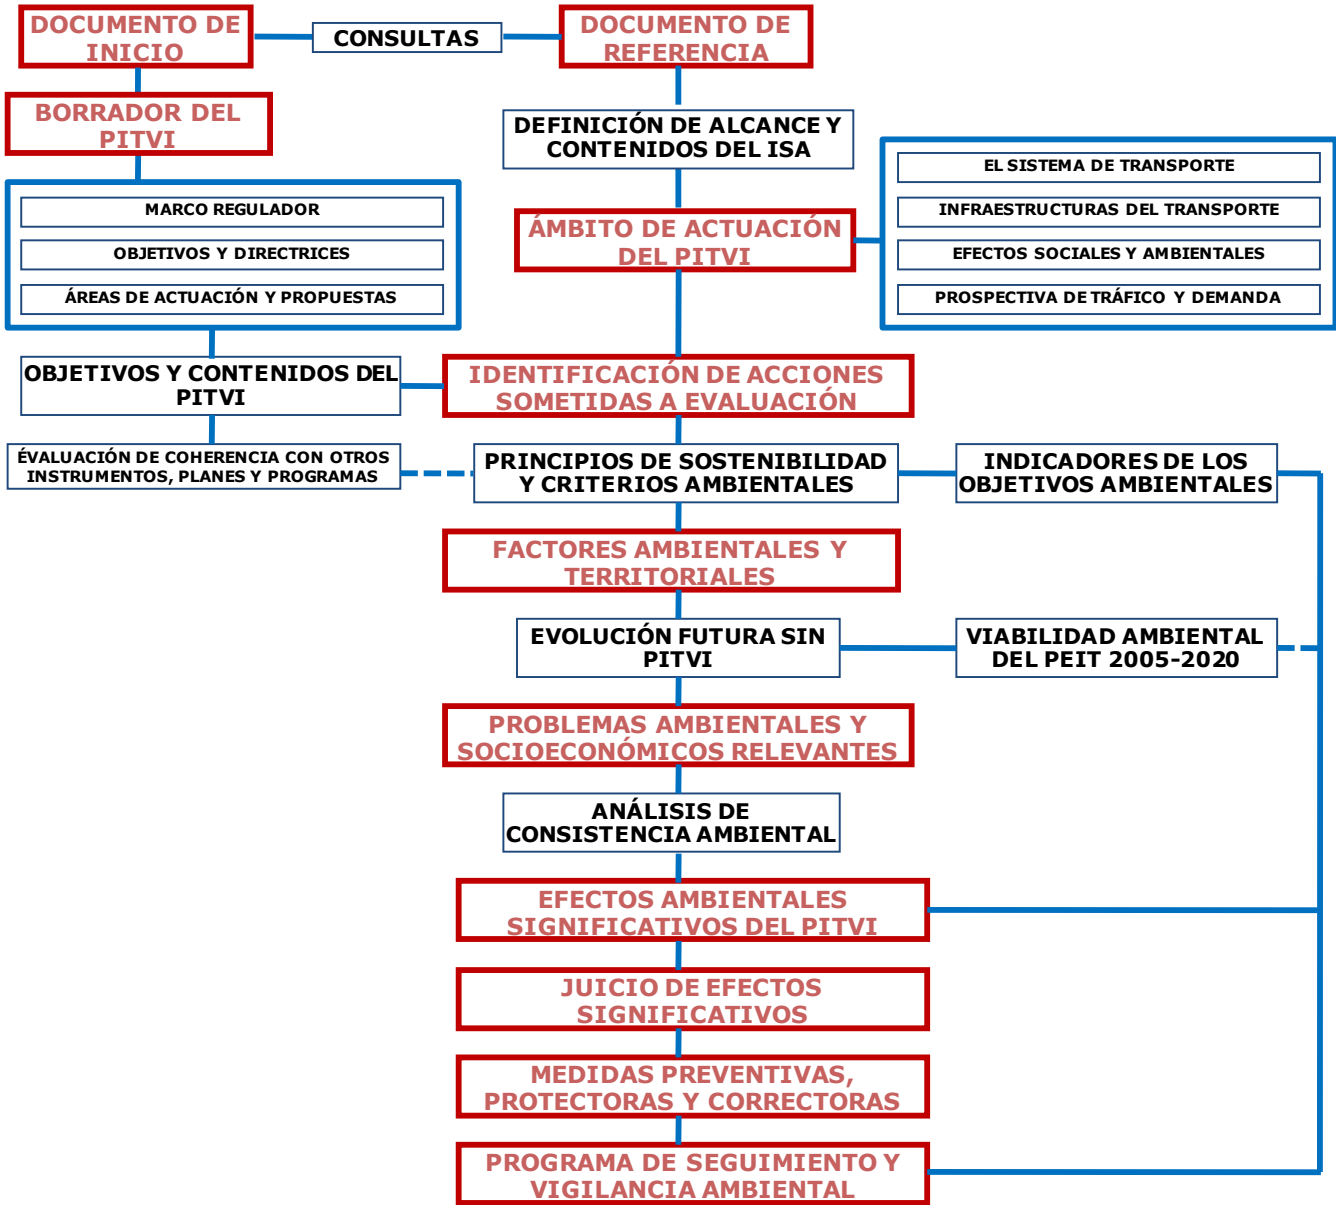 DOCUMENTO DE
INICIO
CONSULTAS
DOCUMENTO DE
REFERENCIA
BORRADOR DEL
PITVI
DEFINICIÓN DE ALCANCE Y
CONTENIDOS DEL ISA
MARCO REGULADOR
OBJETIVOS Y DIRECTRICES
ÁREAS DE ACTUACIÓN Y PROPUESTAS
ÁMBITO DE ACTUACIÓN
DEL PITVI
EL SISTEMA DE TRANSPORTE
INFRAESTRUCTURAS DEL TRANSPORTE
EFECTOS SOCIALES Y AMBIENTALES
PROSPECTIVA DE TRÁFICO Y DEMANDA
OBJETIVOS Y CONTENIDOS DEL
PITVI
IDENTIFICACIÓN DE ACCIONES
SOMETIDAS A EVALUACIÓN
ÉVALUACIÓN DE COHERENCIA CON OTROS
INSTRUMENTOS, PLANES Y PROGRAMAS
PRINCIPIOS DE SOSTENIBILIDAD
Y CRITERIOS AMBIENTALES
INDICADORES DE LOS
OBJETIVOS AMBIENTALES
FACTORES AMBIENTALES Y
TERRITORIALES
EVOLUCIÓN FUTURA SIN
PITVI
VIABILIDAD AMBIENTAL
DEL PEIT 2005-2020
PROBLEMAS AMBIENTALES Y
SOCIOECONÓMICOS RELEVANTES
ANÁLISIS DE
CONSISTENCIA AMBIENTAL
EFECTOS AMBIENTALES
SIGNIFICATIVOS DEL PITVI
JUICIO DE EFECTOS
SIGNIFICATIVOS
MEDIDAS PREVENTIVAS,
PROTECTORAS Y CORRECTORAS
PROGRAMA DE SEGUIMIENTO Y
VIGILANCIA AMBIENTAL